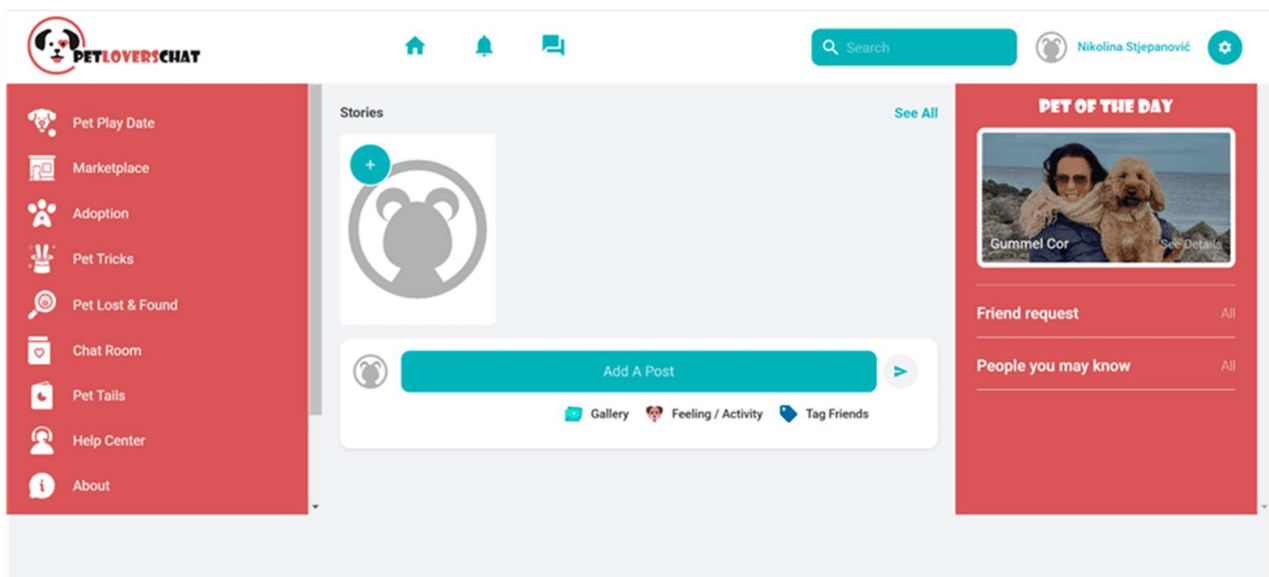 PETLOVERSCHAT
Search
Nikolina Stjepanović
Pet Play Date
Marketplace
Adoption
Pet Tricks
Pet Lost & Found
Chat Room
Pet Tails
Help Center
About
Stories
See All
Add A Post
Gallery
Feeling / Activity
Tag Friends
PET OF THE DAY
Gummel Cor
See Details
Friend request
All
People you may know
All